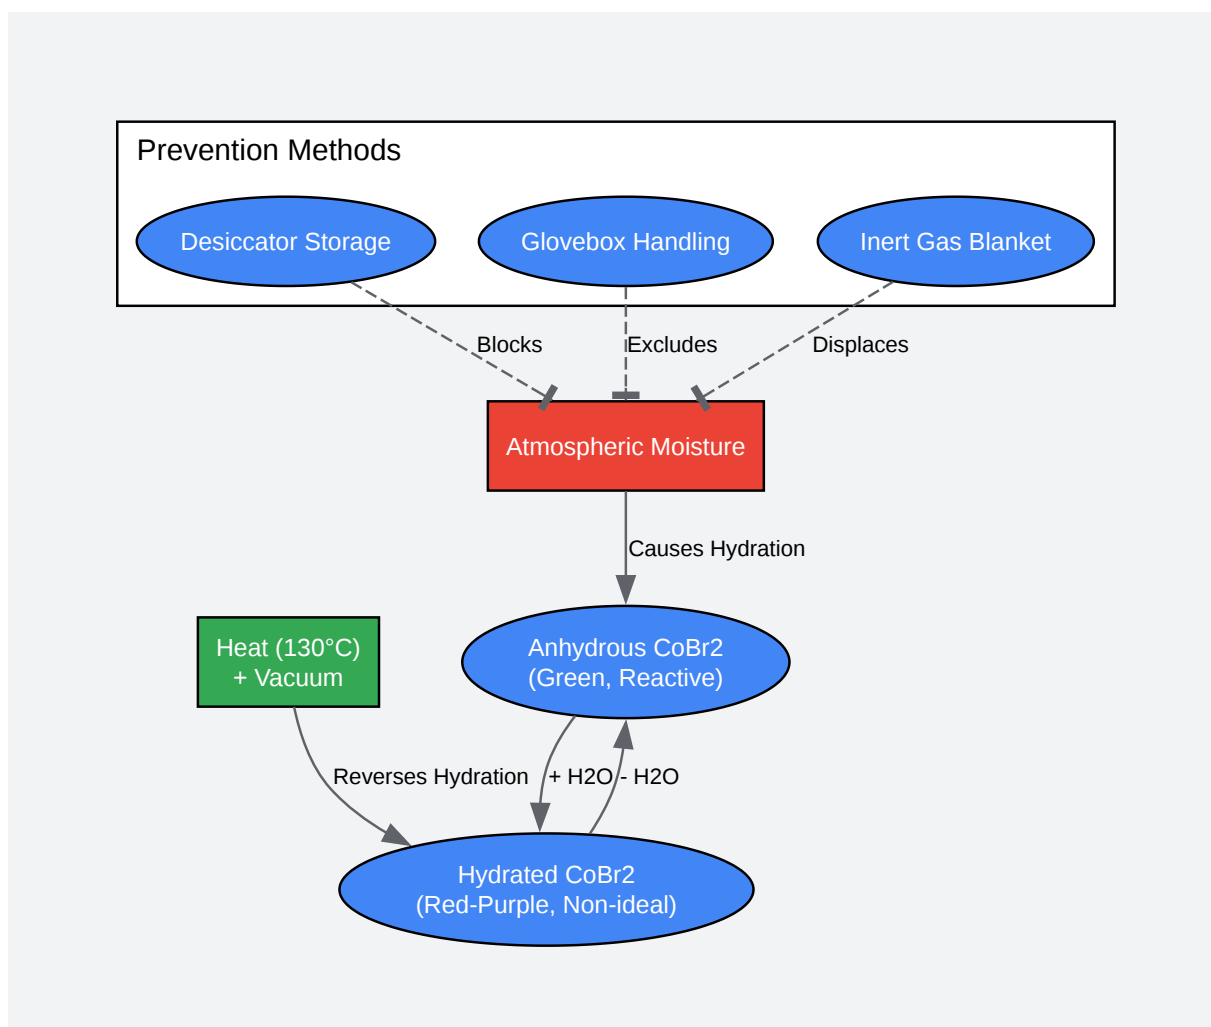 Prevention Methods
Desiccator Storage
Glovebox Handling
Inert Gas Blanket
Blocks
Excludes
Displaces
Atmospheric Moisture
Causes Hydration
Heat (130°C)
+ Vacuum
Anhydrous CoBr2
(Green, Reactive)
Reverses Hydration
+ H2O
- H2O
Hydrated CoBr2
(Red-Purple, Non-ideal)